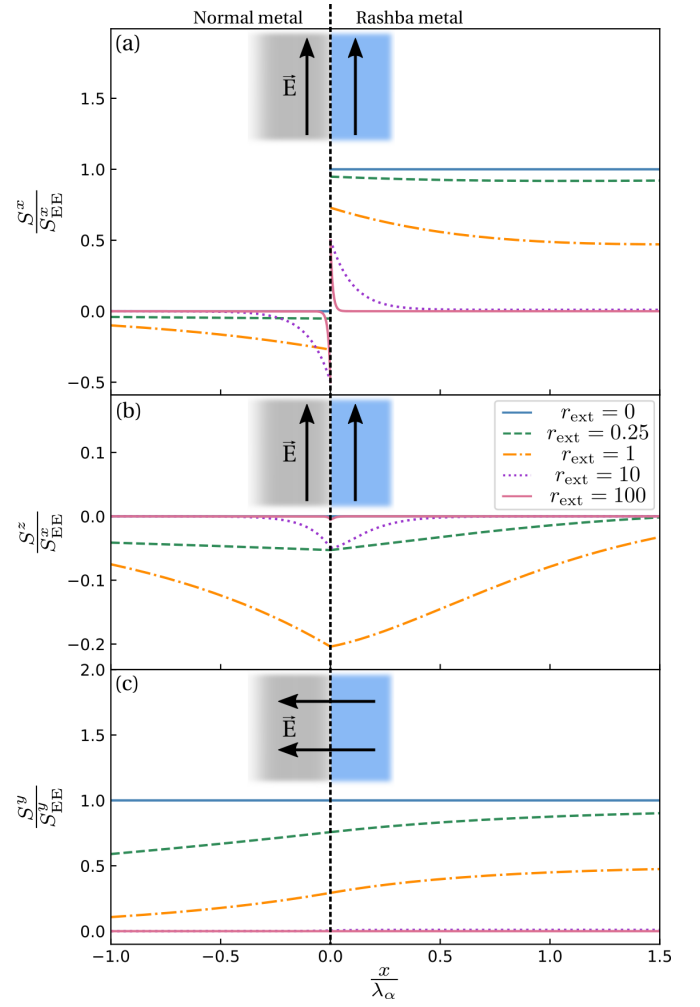 Normal metal Rashba metal
(a)
E⃗
1.5
1.0
0.5
0.0
−0.5
S^x / S^x_EE
(b)
E⃗
r_ext = 0
r_ext = 0.25
r_ext = 1
r_ext = 10
r_ext = 100
0.1
0.0
−0.1
−0.2
S^z / S^x_EE
(c)
E⃗
2.0
1.5
1.0
0.5
0.0
S^y / S^y_EE
−1.0 −0.5 0.0 0.5 1.0 1.5
x / λ_α